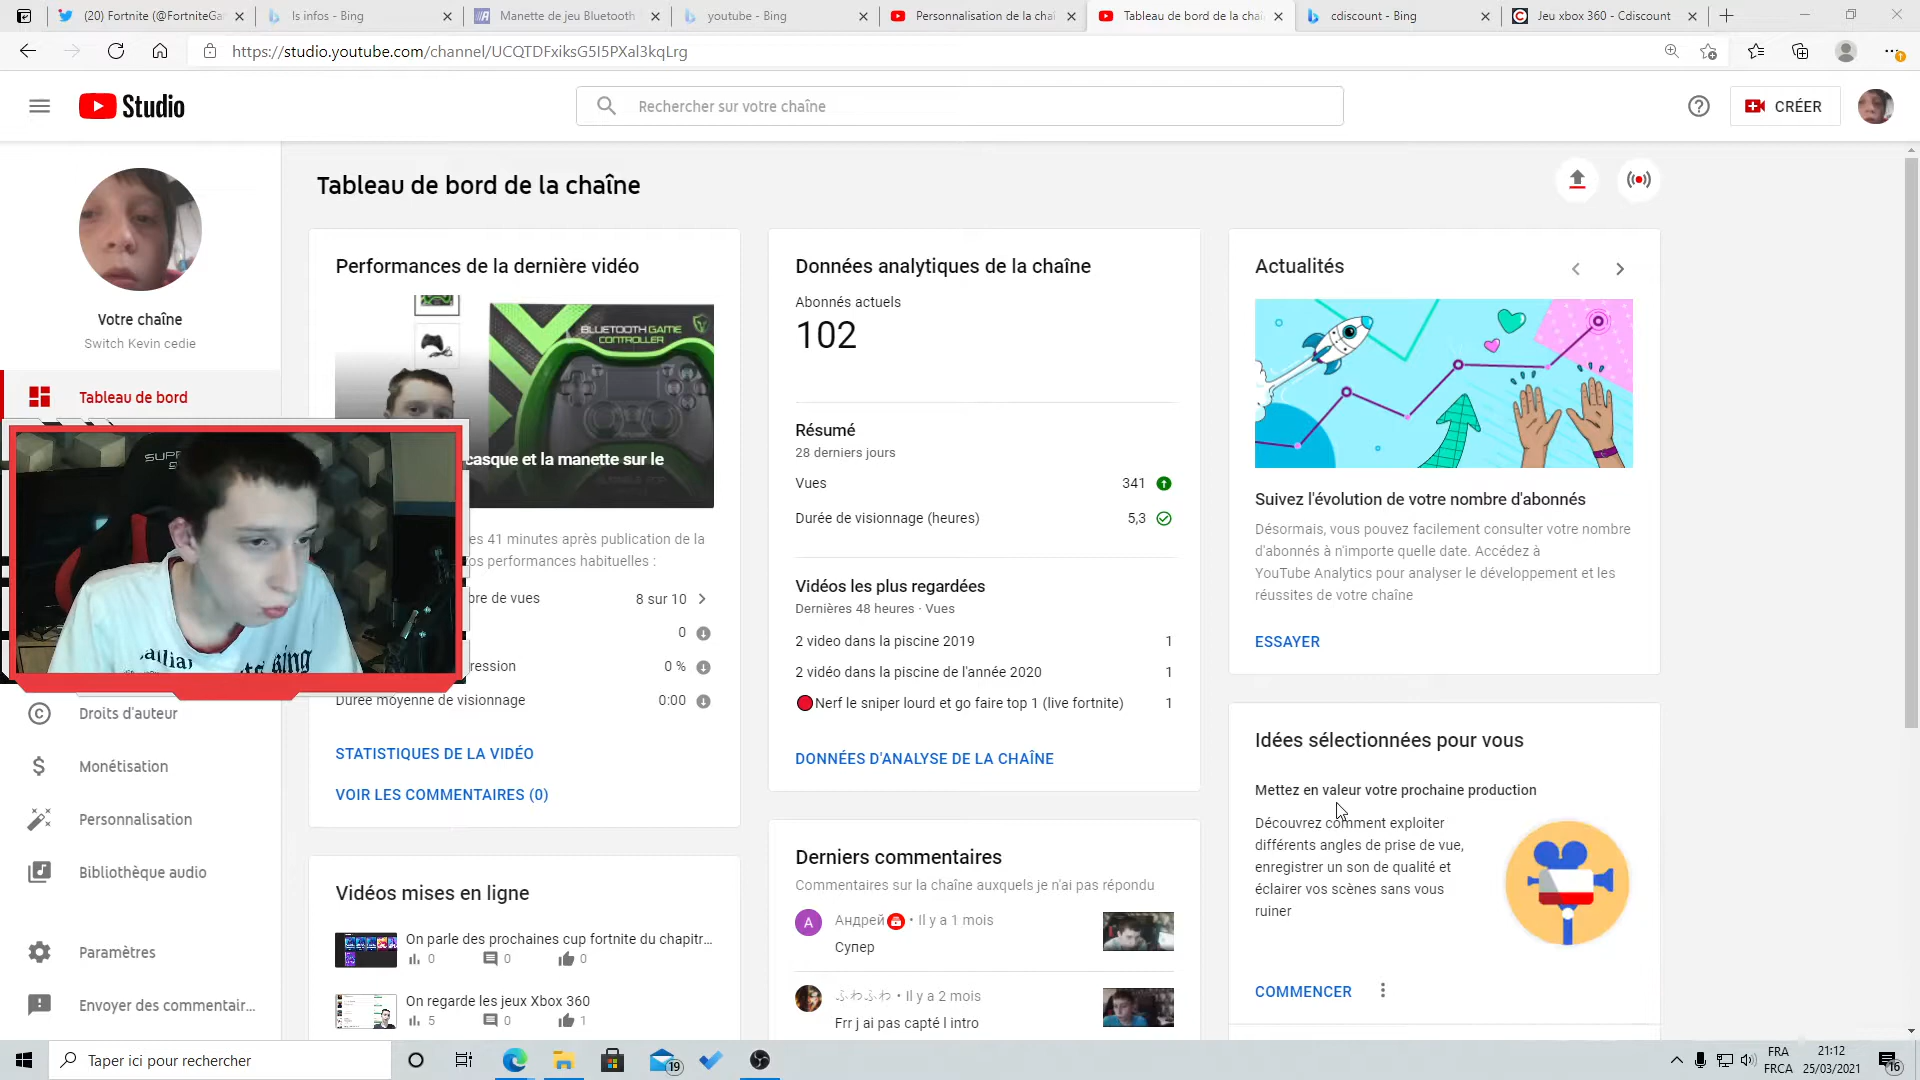 (20) Fortnite (@FortniteGa
ls infos - Bing
Manette de jeu Bluetooth
youtube - Bing
Personnalisation de la chaî
Tableau de bord de la chaî
cdiscount - Bing
Jeu xbox 360 - Cdiscount
https://studio.youtube.com/channel/UCQTDFxiksG5I5PXal3kqLrg
Studio
Rechercher sur votre chaîne
CRÉER
Votre chaîne
Switch Kevin cedie
Tableau de bord
Droits d'auteur
Monétisation
Personnalisation
Bibliothèque audio
Paramètres
Envoyer des commentair...
Tableau de bord de la chaîne
Performances de la dernière vidéo
BLUETOOTH GAME
CONTROLLER
casque et la manette sur le
es 41 minutes après publication de la
os performances habituelles :
re de vues 8 sur 10
0
ression 0 %
Durée moyenne de visionnage 0:00
STATISTIQUES DE LA VIDÉO
VOIR LES COMMENTAIRES (0)
Vidéos mises en ligne
On parle des prochaines cup fortnite du chapitr...
0 0 0
On regarde les jeux Xbox 360
5 0 1
Données analytiques de la chaîne
Abonnés actuels
102
Résumé
28 derniers jours
Vues 341
Durée de visionnage (heures) 5,3
Vidéos les plus regardées
Dernières 48 heures · Vues
2 video dans la piscine 2019 1
2 vidéo dans la piscine de l'année 2020 1
🔴Nerf le sniper lourd et go faire top 1 (live fortnite) 1
DONNÉES D'ANALYSE DE LA CHAÎNE
Derniers commentaires
Commentaires sur la chaîne auxquels je n'ai pas répondu
A
Андрей • Il y a 1 mois
Супер
ふわふわ • Il y a 2 mois
Frr j ai pas capté l intro
Actualités
Suivez l'évolution de votre nombre d'abonnés
Désormais, vous pouvez facilement consulter votre nombre
d'abonnés à n'importe quelle date. Accédez à
YouTube Analytics pour analyser le développement et les
réussites de votre chaîne
ESSAYER
Idées sélectionnées pour vous
Mettez en valeur votre prochaine production
Découvrez comment exploiter
différents angles de prise de vue,
enregistrer un son de qualité et
éclairer vos scènes sans vous
ruiner
COMMENCER
Taper ici pour rechercher
19
FRA
FRCA
21:12
25/03/2021
16